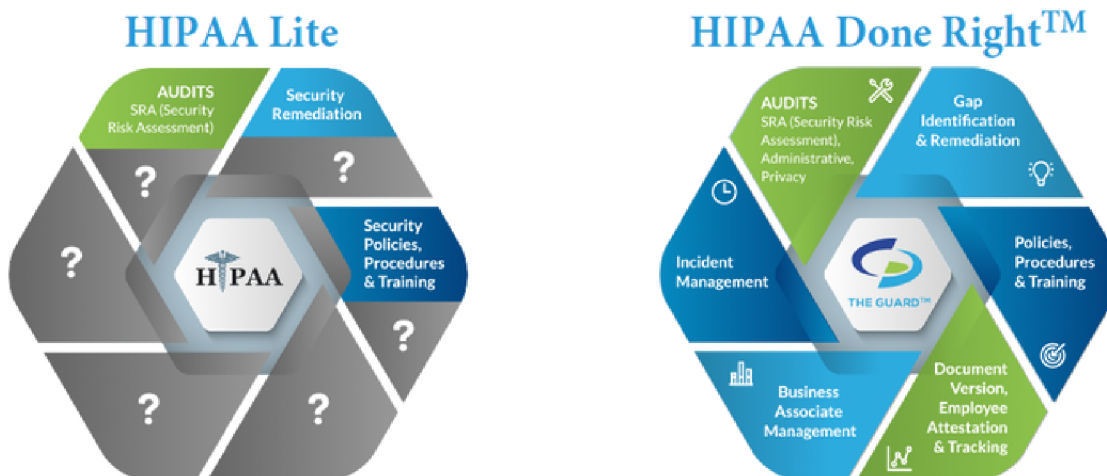 HIPAA Lite
AUDITS
SRA (Security
Risk Assessment)
Security
Remediation
?
?
?
Security
Policies,
Procedures
& Training
HIPAA
?
?
?
HIPAA Done Right™
AUDITS
SRA (Security Risk
Assessment),
Administrative,
Privacy
Gap
Identification
& Remediation
Incident
Management
THE GUARD™
Policies,
Procedures
& Training
Business
Associate
Management
Document
Version,
Employee
Attestation
& Tracking